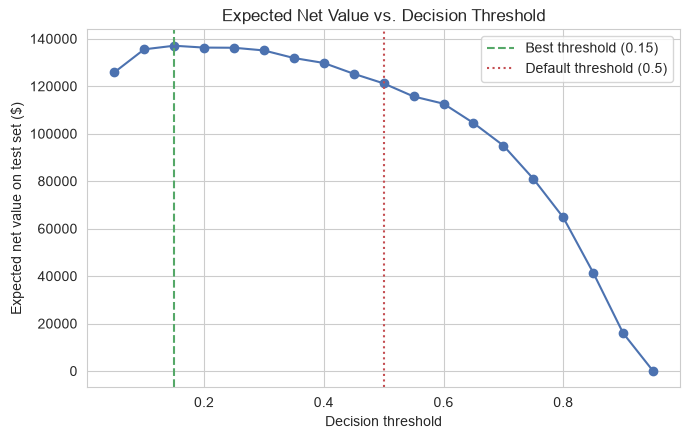 Expected Net Value vs. Decision Threshold
140000
120000
100000
80000
60000
40000
20000
0
Expected net value on test set ($)
Best threshold (0.15)
Default threshold (0.5)
0.2
0.4
0.6
0.8
Decision threshold